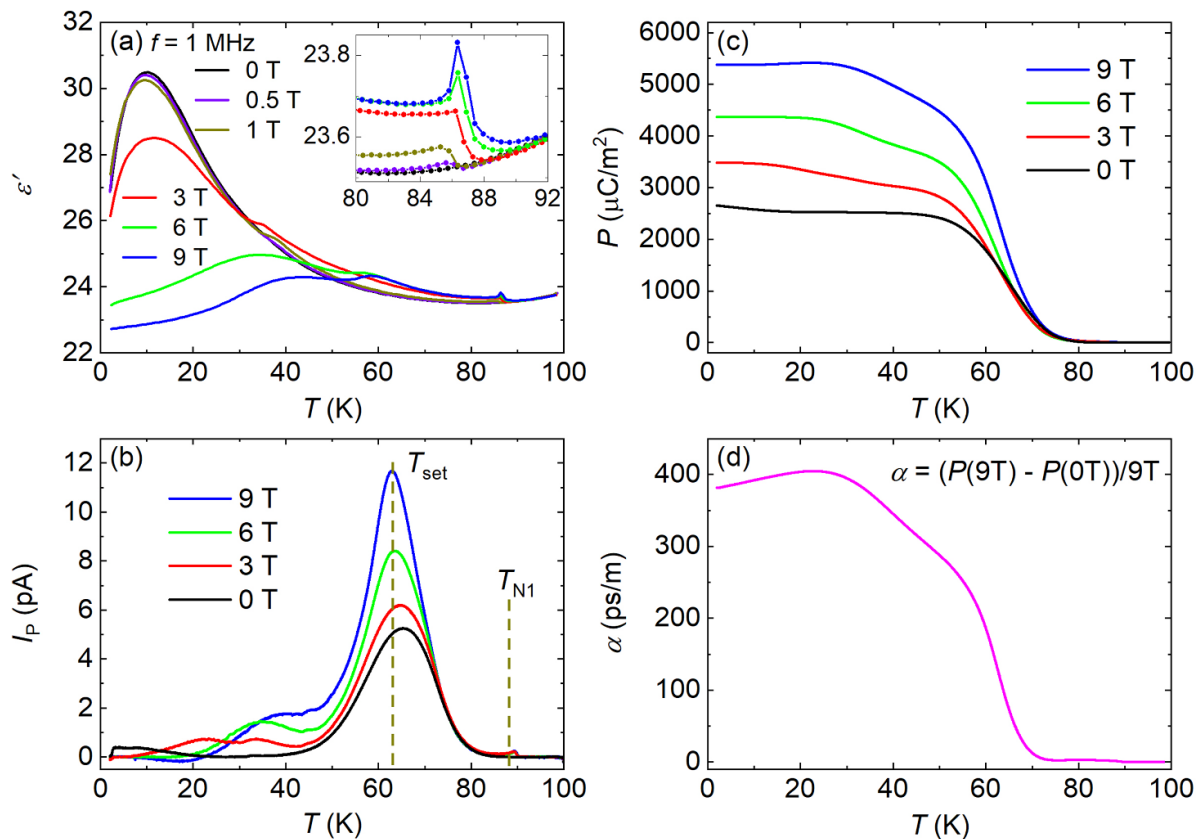 (a) f = 1 MHz
0 T
0.5 T
1 T
3 T
6 T
9 T
32
30
28
26
24
22
ε′
0 20 40 60 80 100
T (K)
23.8
23.6
80 84 88 92
(c)
9 T
6 T
3 T
0 T
6000
5000
4000
3000
2000
1000
0
P (μC/m²)
0 20 40 60 80 100
T (K)
(b)
9 T
6 T
3 T
0 T
Tset
TN1
12
10
8
6
4
2
0
IP (pA)
0 20 40 60 80 100
T (K)
(d) α = (P(9T) - P(0T))/9T
400
300
200
100
0
α (ps/m)
0 20 40 60 80 100
T (K)